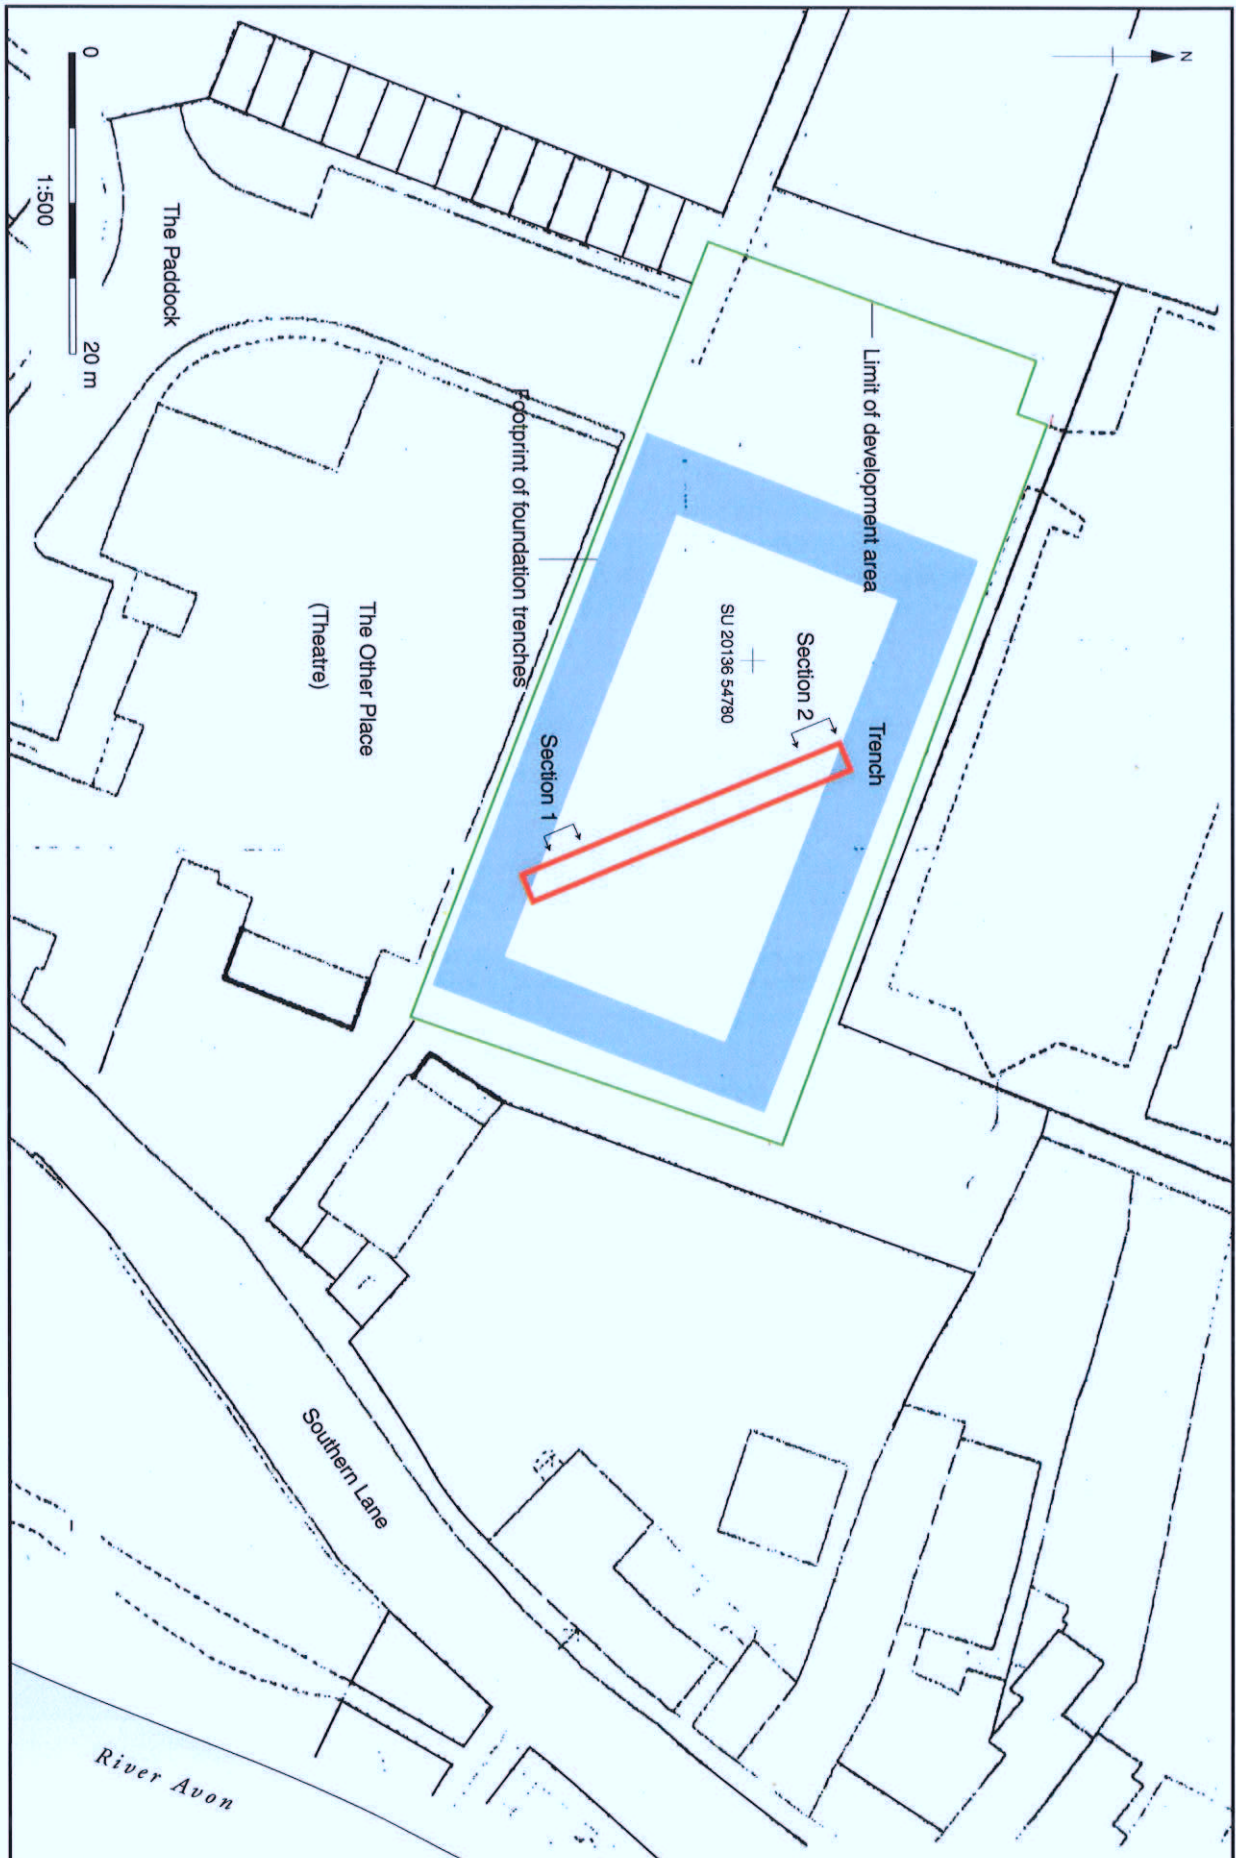 N
Limit of development area
Trench
Section 2
SU 20136 54780
Section 1
Footprint of foundation trenches
The Other Place
(Theatre)
Southern Lane
The Paddock
River Avon
0
20 m
1:500